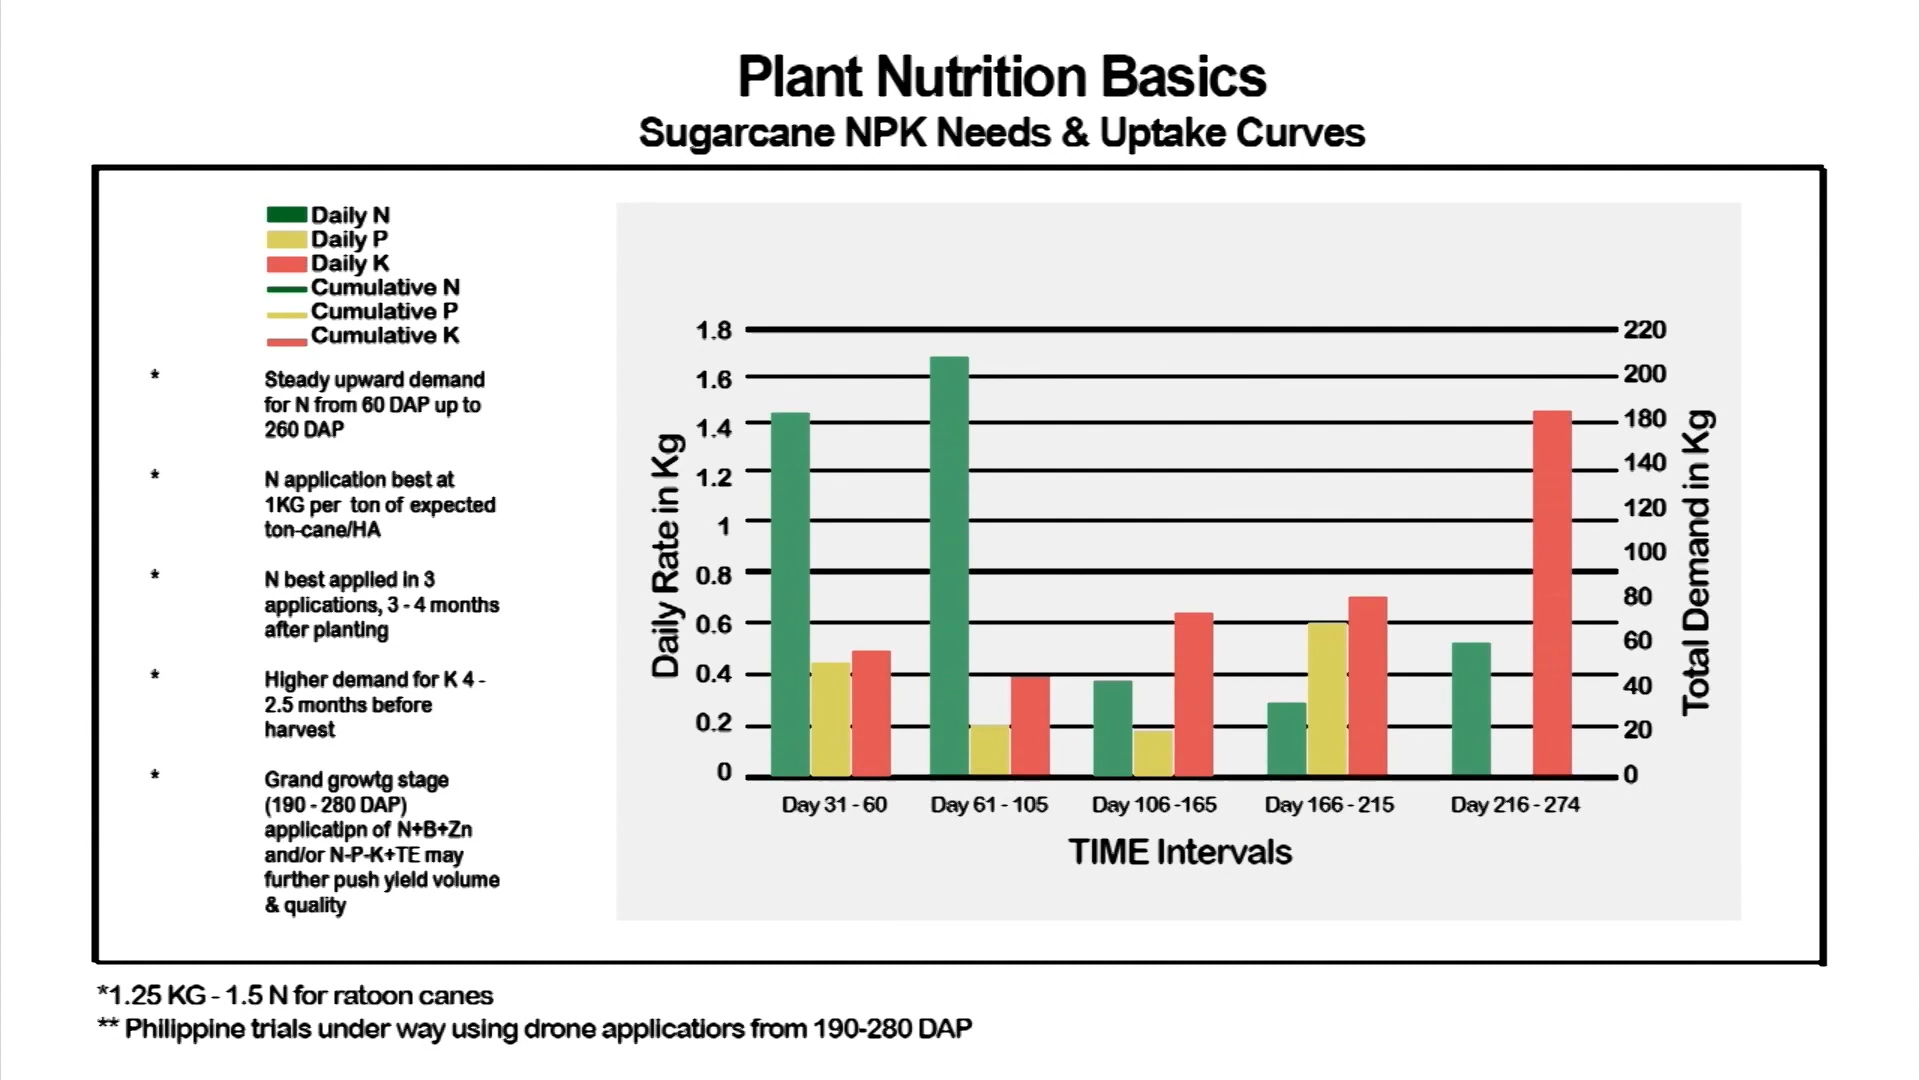 Plant Nutrition Basics
Sugarcane NPK Needs & Uptake Curves
Daily N
Daily P
Daily K
Cumulative N
Cumulative P
Cumulative K
* Steady upward demand
for N from 60 DAP up to
260 DAP
* N application best at
1KG per ton of expected
ton-cane/HA
* N best applied in 3
applications, 3 - 4 months
after planting
* Higher demand for K 4 -
2.5 months before
harvest
* Grand growtg stage
(190 - 280 DAP)
applicatipn of N+B+Zn
and/or N-P-K+TE may
further push yield volume
& quality
Daily Rate in Kg
1.8
1.6
1.4
1.2
1
0.8
0.6
0.4
0.2
0
220
200
180
140
120
100
80
60
40
20
0
Total Demand in Kg
Day 31 - 60 Day 61 - 105 Day 106 -165 Day 166 - 215 Day 216 - 274
TIME Intervals
*1.25 KG - 1.5 N for ratoon canes
** Philippine trials under way using drone applicatiors from 190-280 DAP